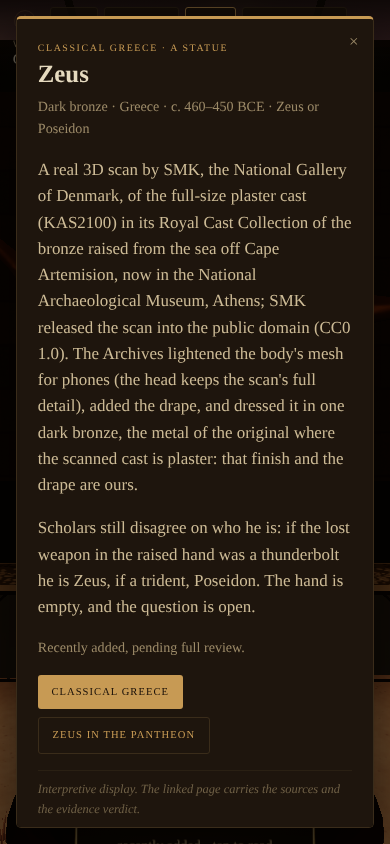 CLASSICAL GREECE · A STATUE
×
Zeus
Dark bronze · Greece · c. 460–450 BCE · Zeus or
Poseidon
A real 3D scan by SMK, the National Gallery
of Denmark, of the full-size plaster cast
(KAS2100) in its Royal Cast Collection of the
bronze raised from the sea off Cape
Artemision, now in the National
Archaeological Museum, Athens; SMK
released the scan into the public domain (CC0
1.0). The Archives lightened the body's mesh
for phones (the head keeps the scan's full
detail), added the drape, and dressed it in one
dark bronze, the metal of the original where
the scanned cast is plaster: that finish and the
drape are ours.
Scholars still disagree on who he is: if the lost
weapon in the raised hand was a thunderbolt
he is Zeus, if a trident, Poseidon. The hand is
empty, and the question is open.
Recently added, pending full review.
CLASSICAL GREECE
ZEUS IN THE PANTHEON
Interpretive display. The linked page carries the sources and
the evidence verdict.